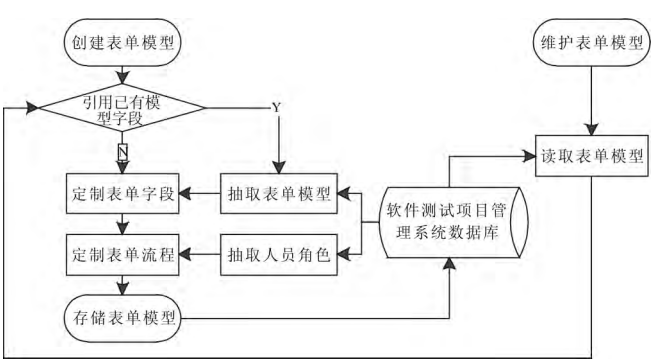 创建表单模型
维护表单模型
引用已有模
型字段
Y
N
读取表单模型
定制表单字段
抽取表单模型
软件测试项目管
理系统数据库
定制表单流程
抽取人员角色
存储表单模型